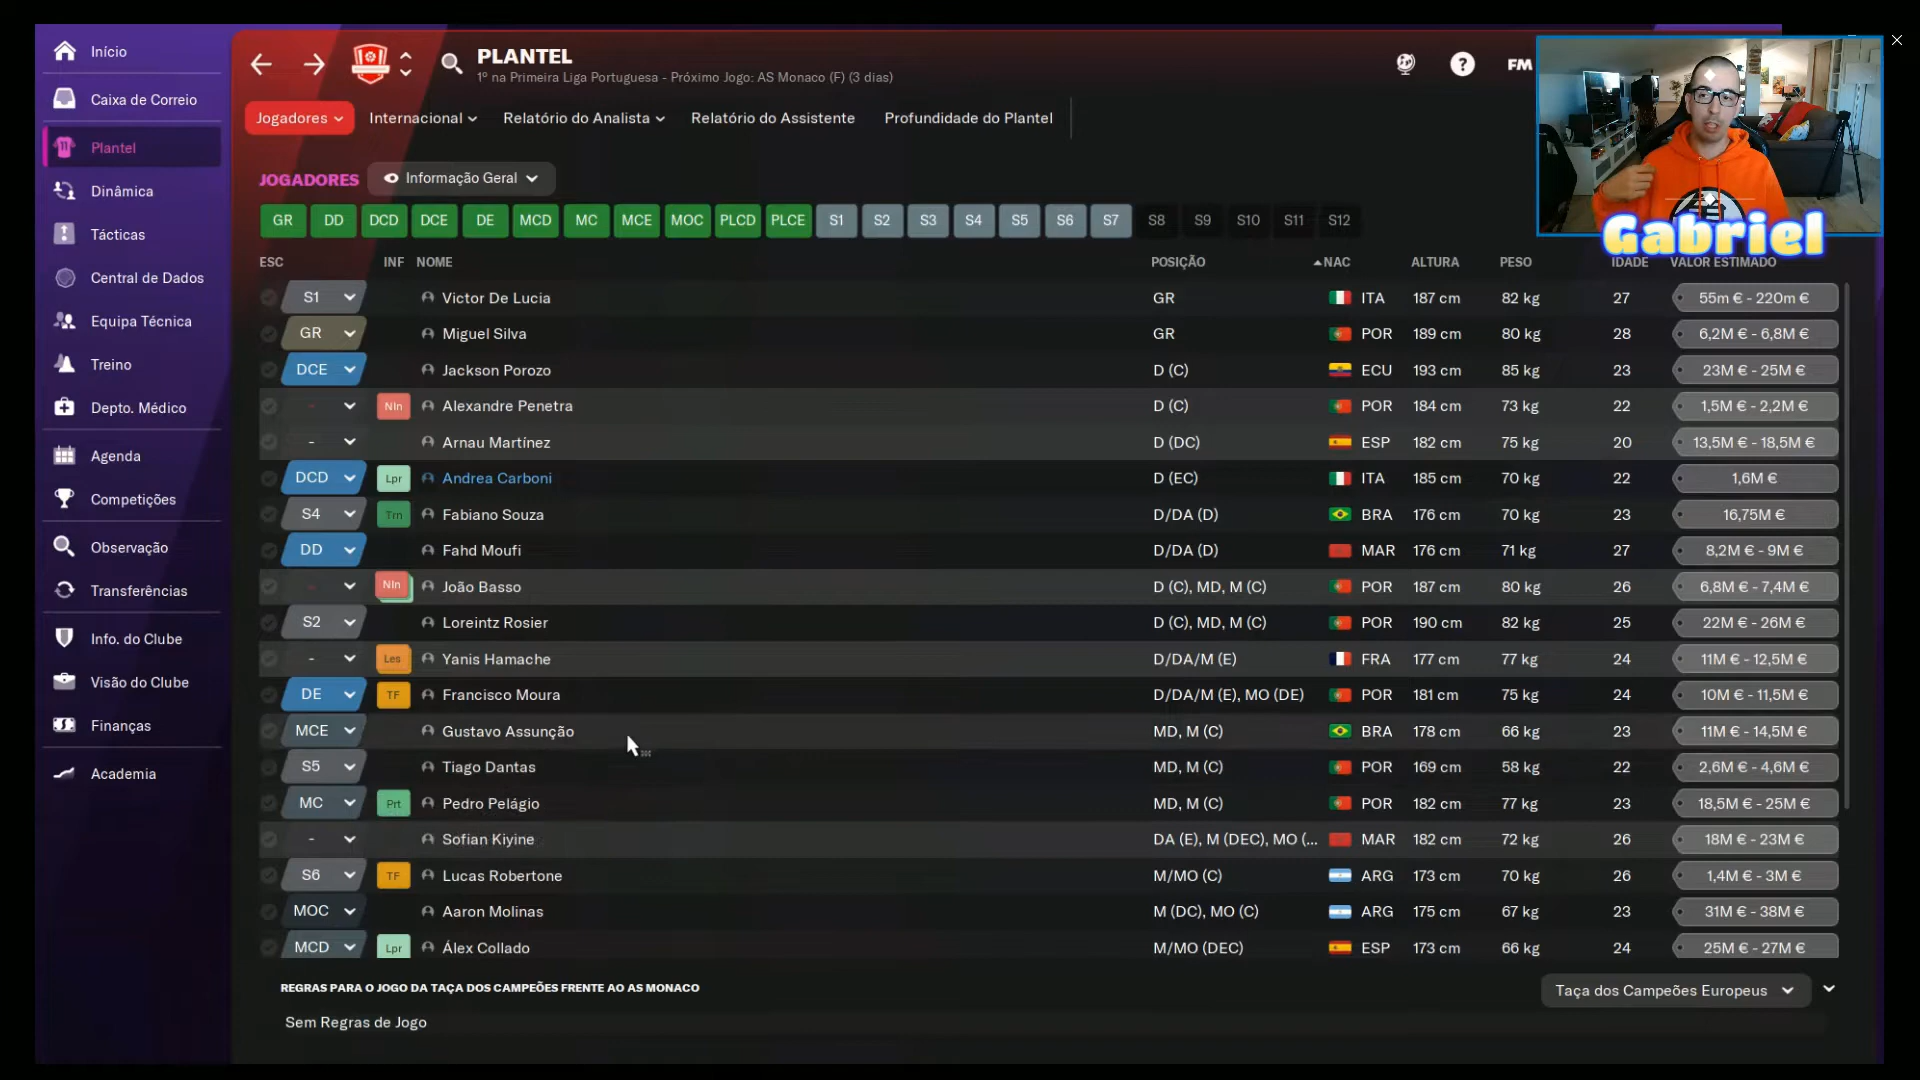 Início
Caixa de Correio
Plantel
Dinâmica
Tácticas
Central de Dados
Equipa Técnica
Treino
Depto. Médico
Agenda
Competições
Observação
Transferências
Info. do Clube
Visão do Clube
Finanças
Academia
PLANTEL
1º na Primeira Liga Portuguesa - Próximo Jogo: AS Monaco (F) (3 dias)
FM
Gabriel
Jogadores Internacional Relatório do Analista Relatório do Assistente Profundidade do Plantel
JOGADORES Informação Geral
GR DD DCD DCE DE MCD MC MCE MOC PLCD PLCE S1 S2 S3 S4 S5 S6 S7 S8 S9 S10 S11 S12
ESC INF NOME POSIÇÃO NAC ALTURA PESO IDADE VALOR ESTIMADO
S1 Victor De Lucia GR ITA 187 cm 82 kg 27 55m € - 220m €
GR Miguel Silva GR POR 189 cm 80 kg 28 6,2M € - 6,8M €
DCE Jackson Porozo D (C) ECU 193 cm 85 kg 23 23M € - 25M €
- NIn Alexandre Penetra D (C) POR 184 cm 73 kg 22 1,5M € - 2,2M €
- Arnau Martínez D (DC) ESP 182 cm 75 kg 20 13,5M € - 18,5M €
DCD Lpr Andrea Carboni D (EC) ITA 185 cm 70 kg 22 1,6M €
S4 Trn Fabiano Souza D/DA (D) BRA 176 cm 70 kg 23 16,75M €
DD Fahd Moufi D/DA (D) MAR 176 cm 71 kg 27 8,2M € - 9M €
- NIn João Basso D (C), MD, M (C) POR 187 cm 80 kg 26 6,8M € - 7,4M €
S2 Loreintz Rosier D (C), MD, M (C) POR 190 cm 82 kg 25 22M € - 26M €
- Les Yanis Hamache D/DA/M (E) FRA 177 cm 77 kg 24 11M € - 12,5M €
DE TF Francisco Moura D/DA/M (E), MO (DE) POR 181 cm 75 kg 24 10M € - 11,5M €
MCE Gustavo Assunção MD, M (C) BRA 178 cm 66 kg 23 11M € - 14,5M €
S5 Tiago Dantas MD, M (C) POR 169 cm 58 kg 22 2,6M € - 4,6M €
MC Prt Pedro Pelágio MD, M (C) POR 182 cm 77 kg 23 18,5M € - 25M €
- Sofian Kiyine DA (E), M (DEC), MO (... MAR 182 cm 72 kg 26 18M € - 23M €
S6 TF Lucas Robertone M/MO (C) ARG 173 cm 70 kg 26 1,4M € - 3M €
MOC Aaron Molinas M (DC), MO (C) ARG 175 cm 67 kg 23 31M € - 38M €
MCD Lpr Álex Collado M/MO (DEC) ESP 173 cm 66 kg 24 25M € - 27M €
REGRAS PARA O JOGO DA TAÇA DOS CAMPEÕES FRENTE AO AS MONACO
Taça dos Campeões Europeus
Sem Regras de Jogo